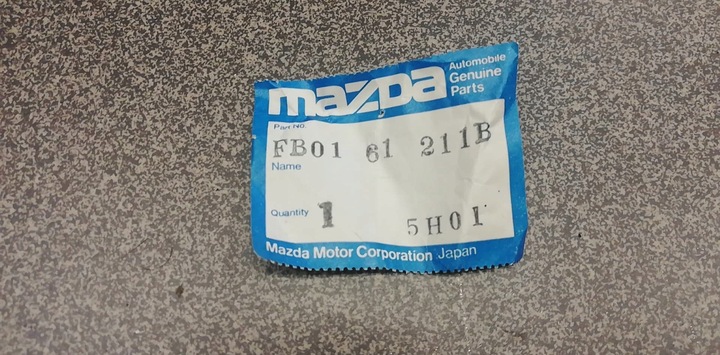 mazda
Automobile
Genuine
Parts
Part No.
FB01 61 211B
Name
Quantity 1 5H01
Mazda Motor Corporation Japan